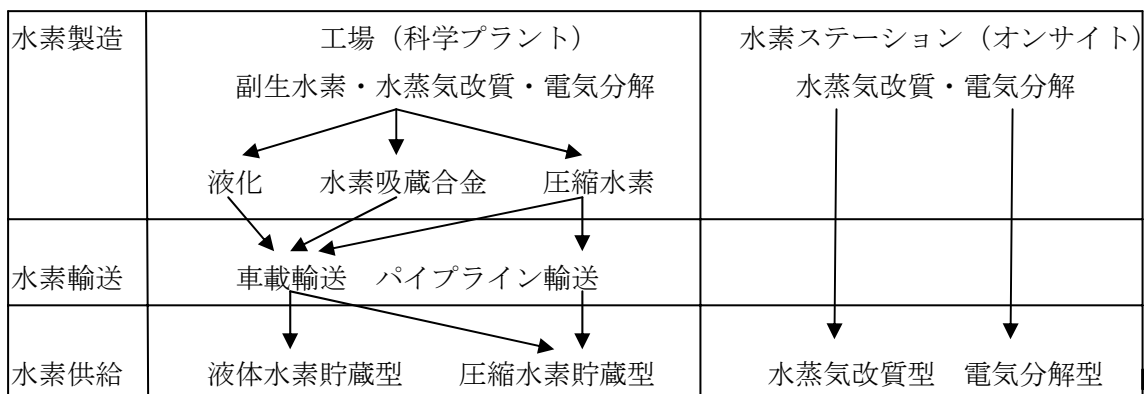 水素製造 工場（科学プラント） 水素ステーション（オンサイト）
副生水素・水蒸気改質・電気分解 水蒸気改質・電気分解
液化 水素吸蔵合金 圧縮水素
水素輸送 車載輸送 パイプライン輸送
水素供給 液体水素貯蔵型 圧縮水素貯蔵型 水蒸気改質型 電気分解型